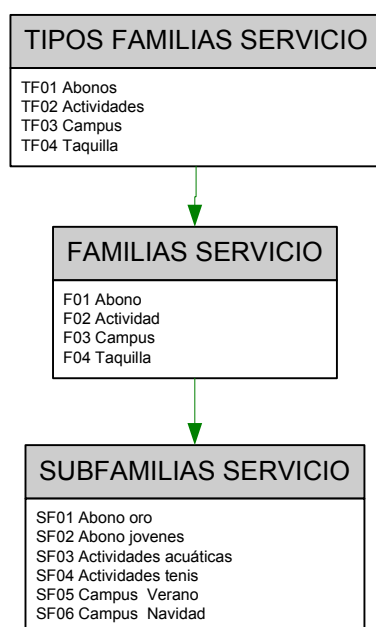 TIPOS FAMILIAS SERVICIO
TF01 Abonos
TF02 Actividades
TF03 Campus
TF04 Taquilla
FAMILIAS SERVICIO
F01 Abono
F02 Actividad
F03 Campus
F04 Taquilla
SUBFAMILIAS SERVICIO
SF01 Abono oro
SF02 Abono jovenes
SF03 Actividades acuáticas
SF04 Actividades tenis
SF05 Campus  Verano
SF06 Campus  Navidad